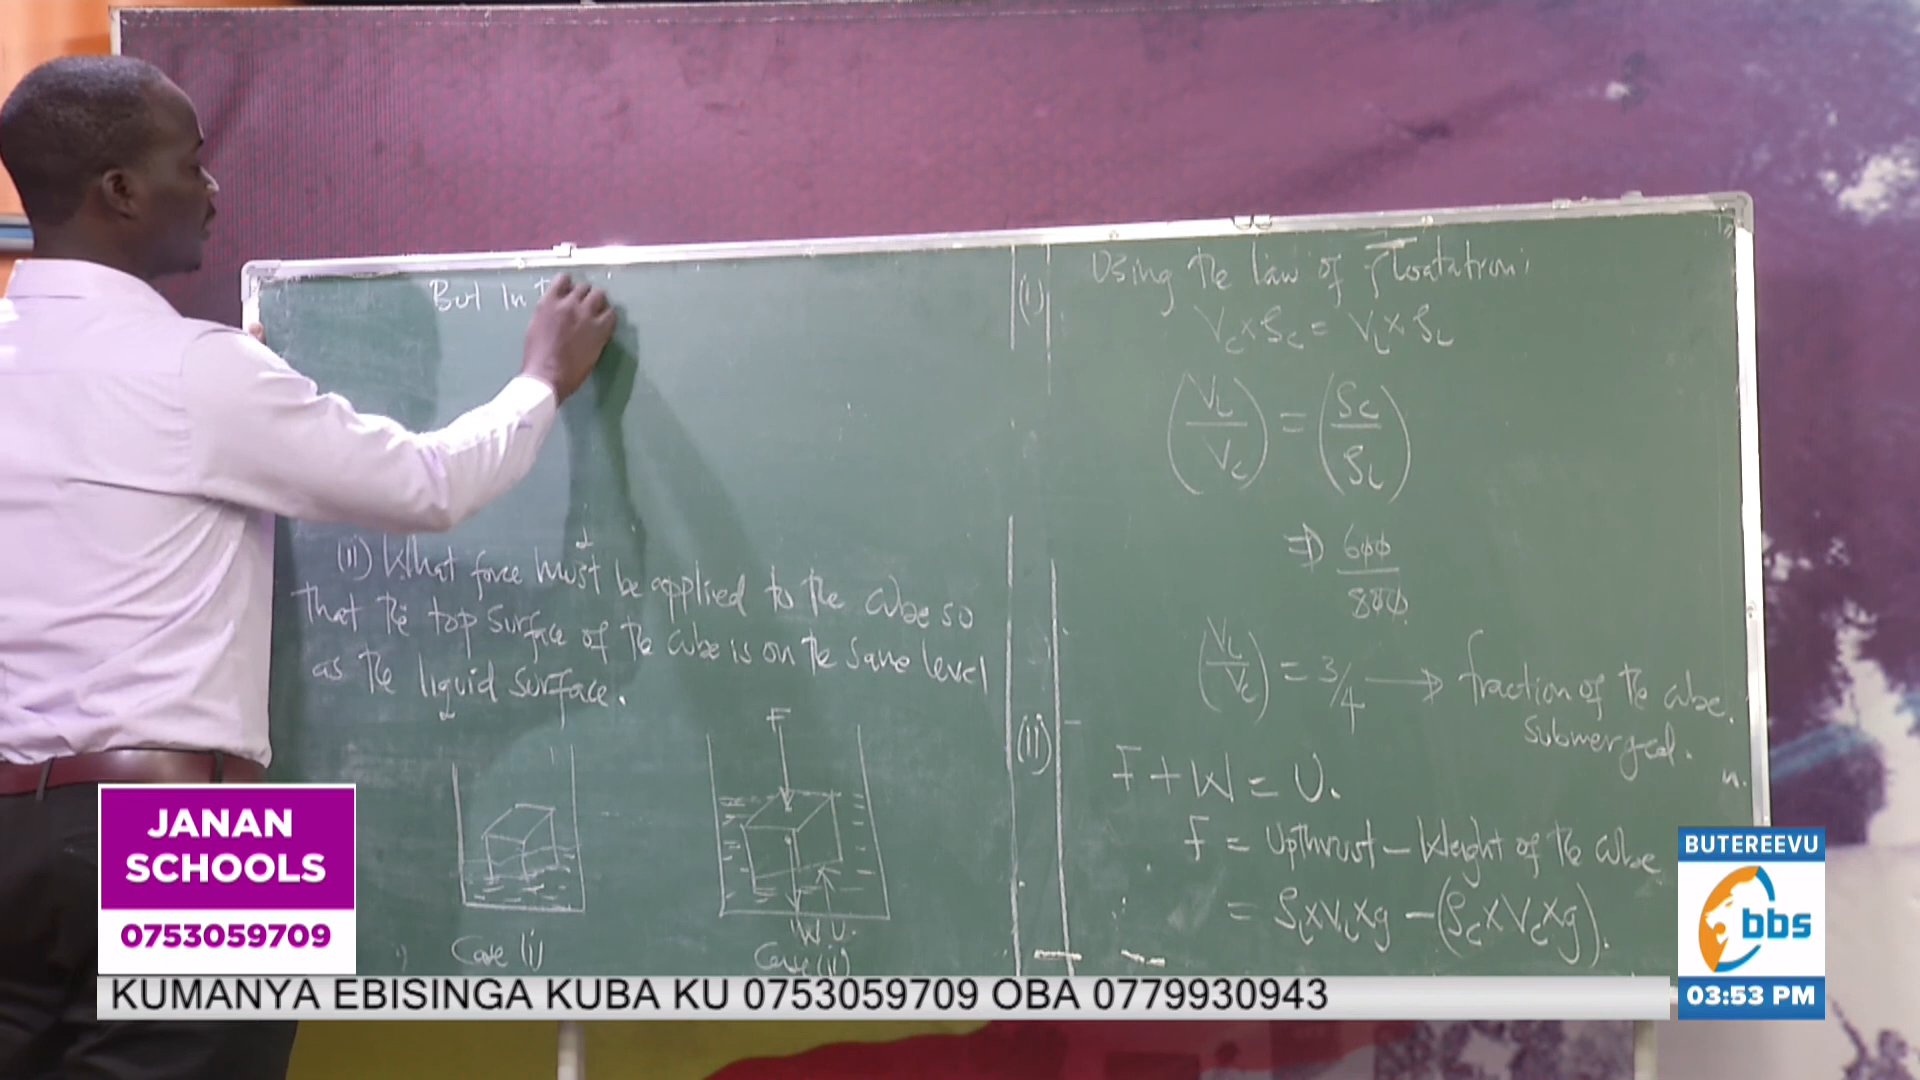 But In t
(ii) What force must be applied to the cube so
that the top surface of the cube is on the same level
as the liquid surface.
F
W U.
Case (i)
Case (ii)
(i)
Using the law of floatation,
Vc×ρc = VL×ρL
(VL/Vc) = (ρc/ρL)
⇒ 600/800
(VL/Vc) = 3/4 → fraction of the cube.
submerged.
(ii)
F + W = U.
F = Upthrust – Weight of the cube
= ρL×VL×g – (ρc×Vc×g).
JANAN
SCHOOLS
0753059709
BUTEREEVU
bbs
03:53 PM
KUMANYA EBISINGA KUBA KU 0753059709 OBA 0779930943